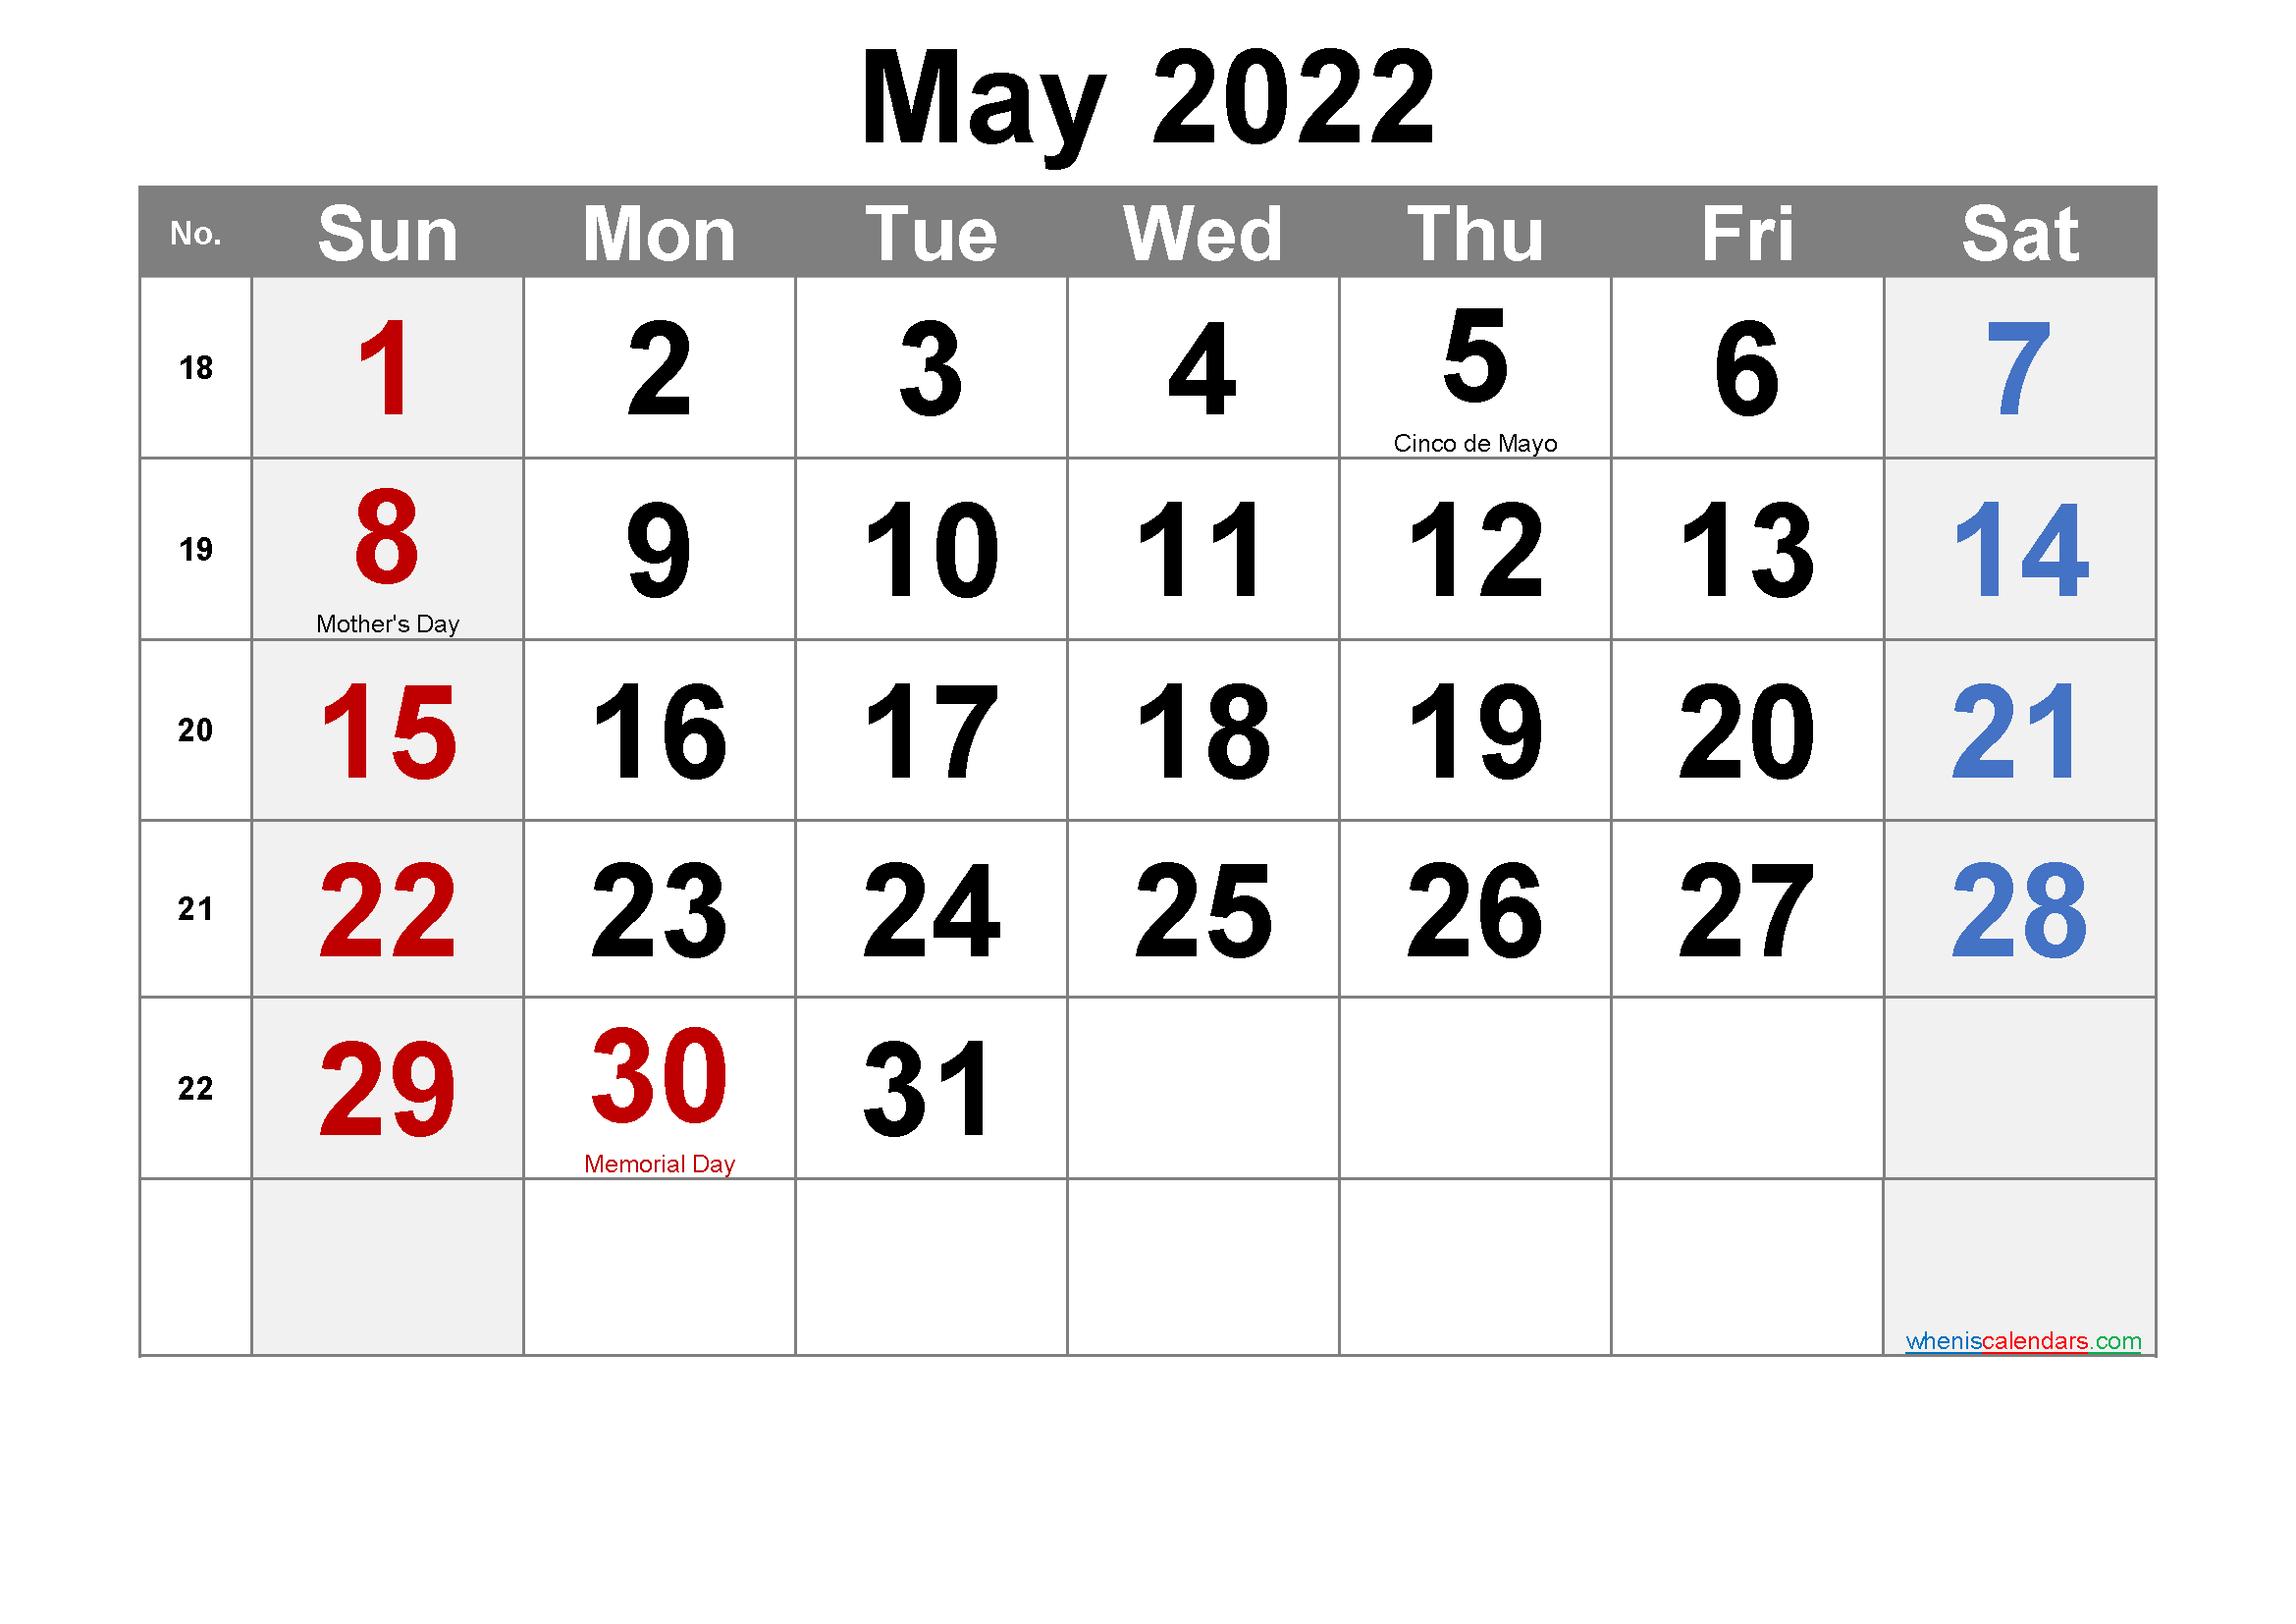 May 2022
No. Sun Mon Tue Wed Thu Fri Sat
18 1 2 3 4 5 6 7
Cinco de Mayo
19 8 9 10 11 12 13 14
Mother's Day
20 15 16 17 18 19 20 21
21 22 23 24 25 26 27 28
22 29 30 31
Memorial Day
wheniscalendars.com